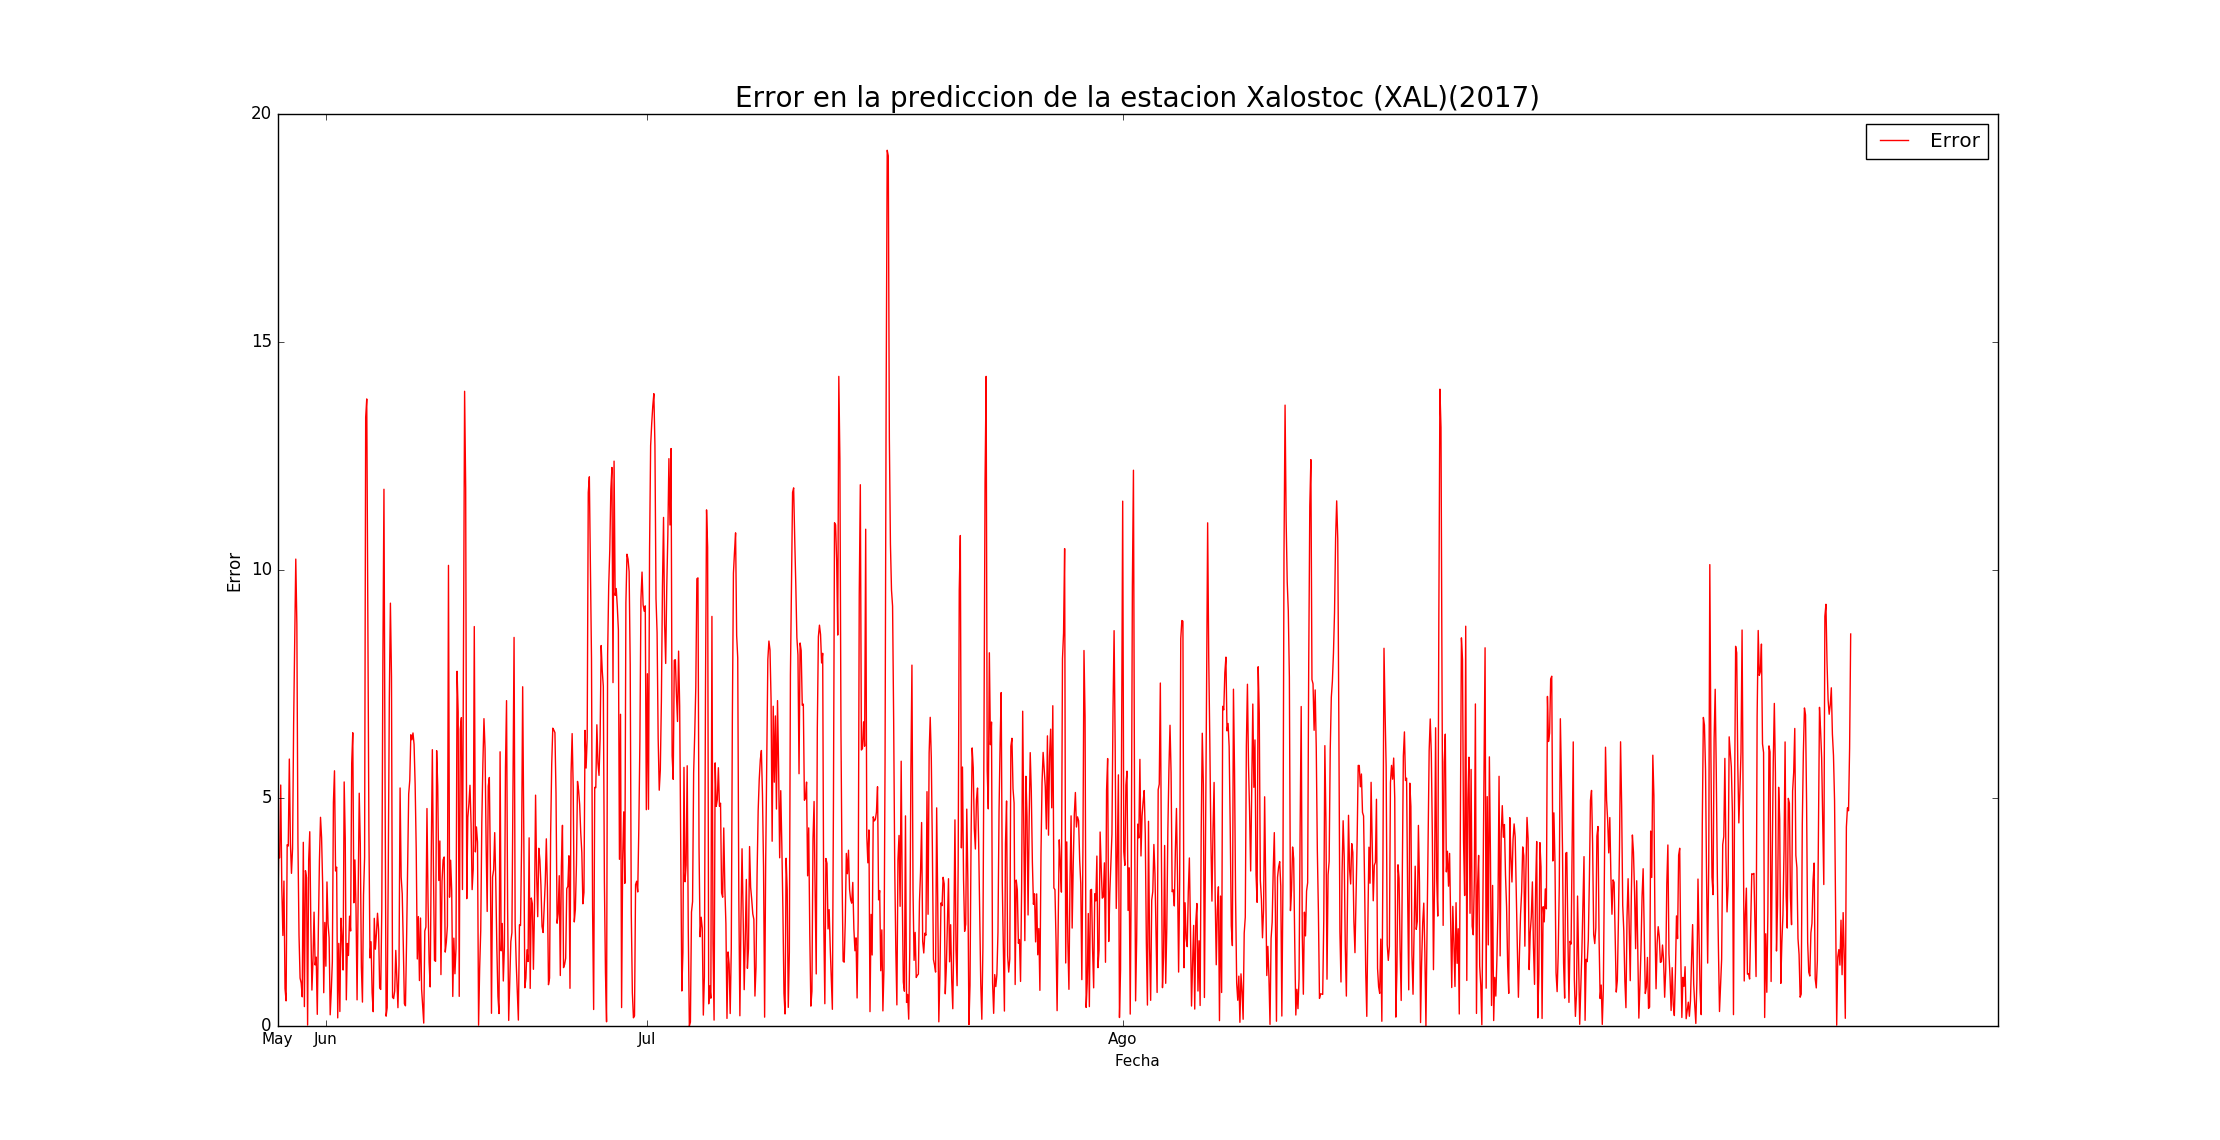 Error en la prediccion de la estacion Xalostoc (XAL)(2017)
Error
20
15
10
5
0
Error
May Jun Jul Ago
Fecha